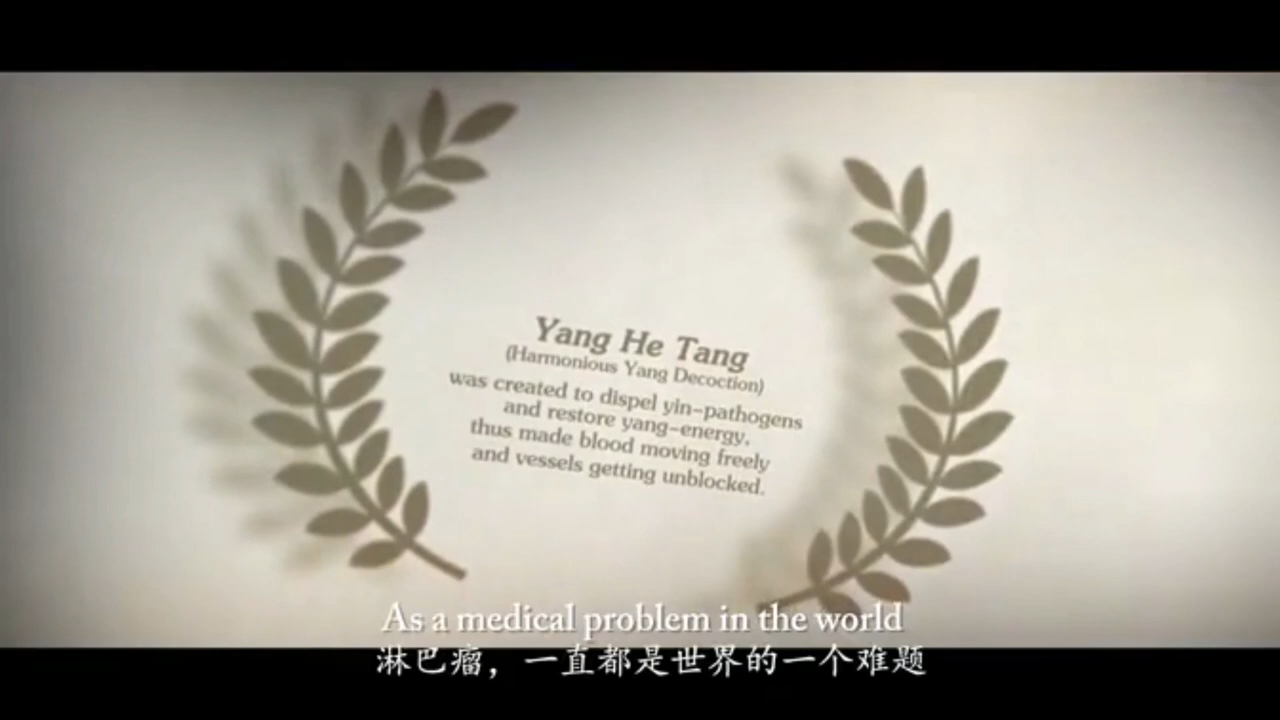 Yang He Tang
(Harmonious Yang Decoction)
was created to dispel yin-pathogens
and restore yang-energy,
thus made blood moving freely
and vessels getting unblocked.
As a medical problem in the world
淋巴瘤，一直都是世界的一个难题